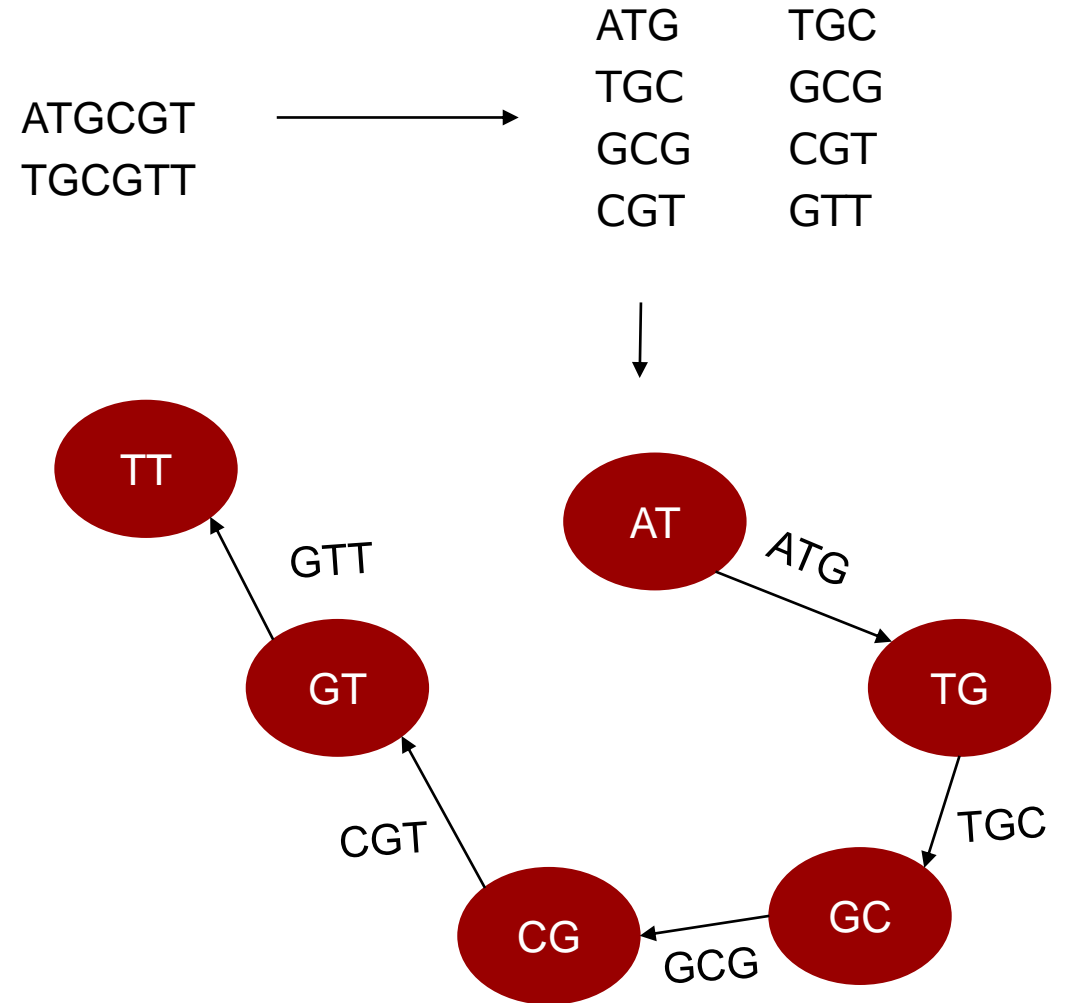 ATGCGT
TGCGTT
ATG TGC
TGC GCG
GCG CGT
CGT GTT
TT
AT
ATG
GTT
GT
TG
CGT
TGC
CG
GC
GCG